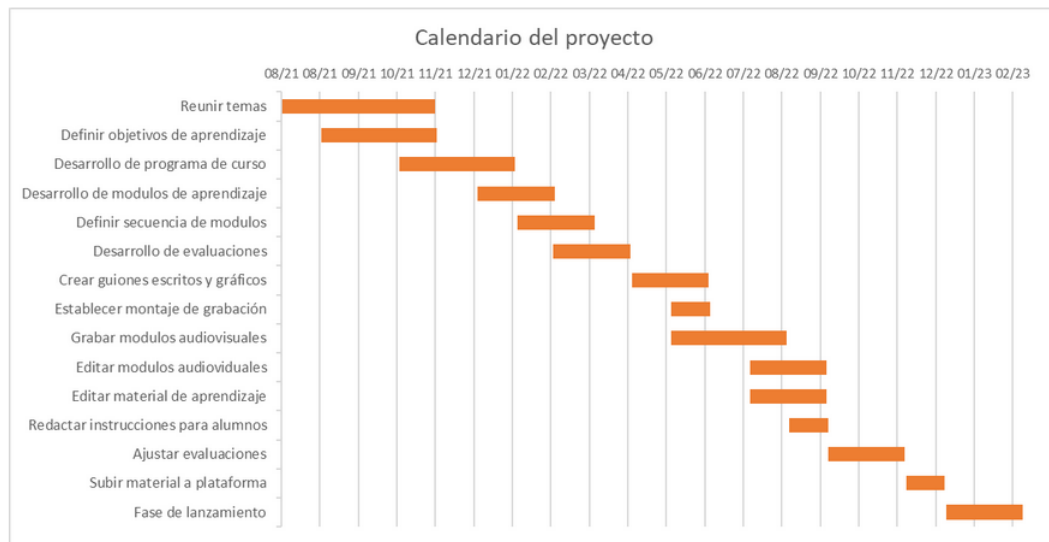 Calendario del proyecto
08/21 08/21 09/21 10/21 11/21 12/21 01/22 02/22 03/22 04/22 05/22 06/22 07/22 08/22 09/22 10/22 11/22 12/22 01/23 02/23
Reunir temas
Definir objetivos de aprendizaje
Desarrollo de programa de curso
Desarrollo de modulos de aprendizaje
Definir secuencia de modulos
Desarrollo de evaluaciones
Crear guiones escritos y gráficos
Establecer montaje de grabación
Grabar modulos audiovisuales
Editar modulos audioviduales
Editar material de aprendizaje
Redactar instrucciones para alumnos
Ajustar evaluaciones
Subir material a plataforma
Fase de lanzamiento